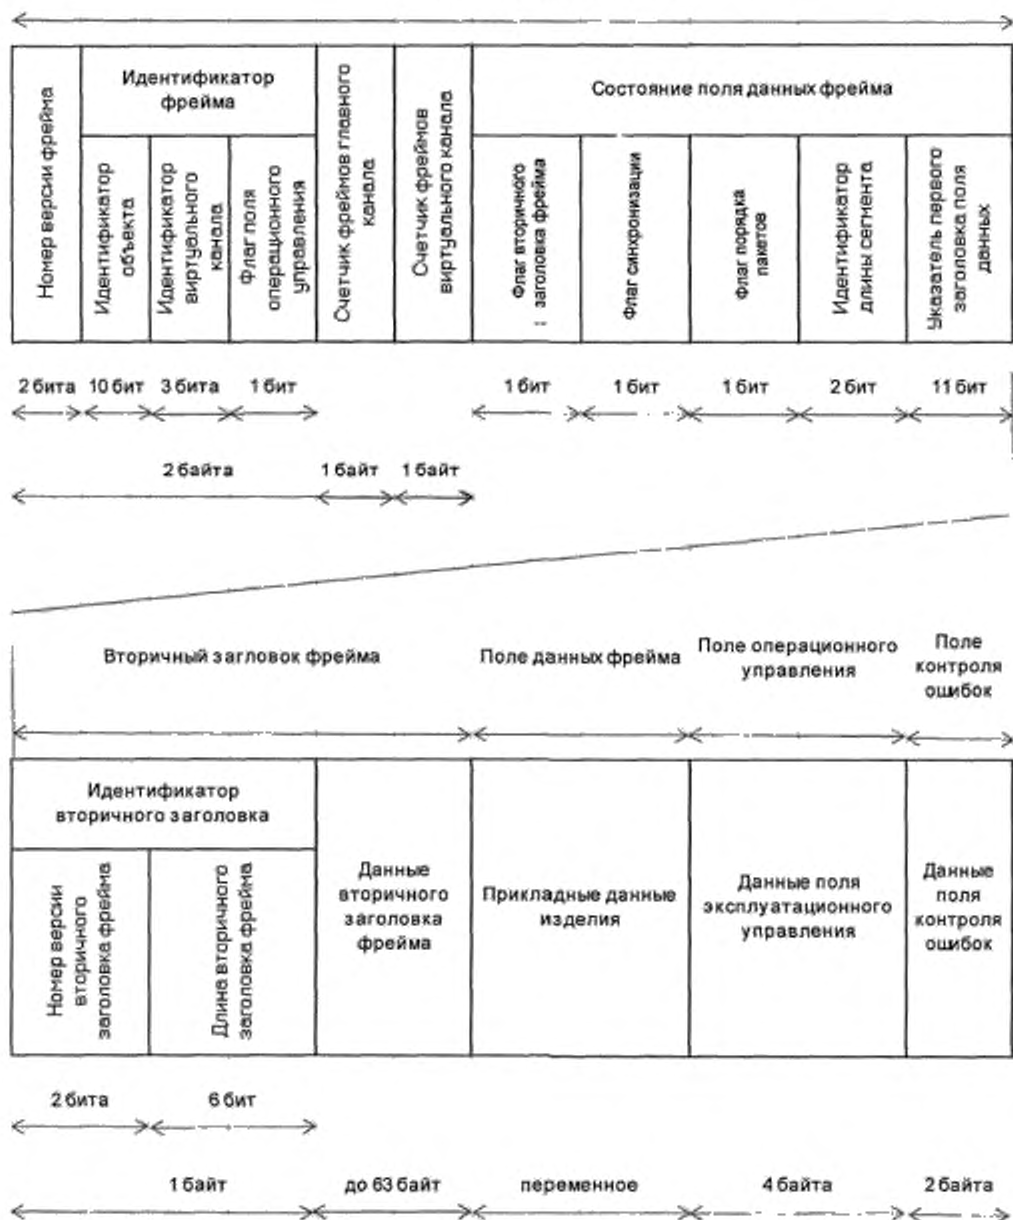 Номер версии фрейма
Идентификатор
фрейма
Идентификатор
объекта
Идентификатор
виртуального
канала
Флаг поля
операционного
управления
Счетчик фреймов главного
канала
Счетчик фреймов
виртуального канала
Состояние поля данных фрейма
Флаг вторичного
заголовка фрейма
Флаг синхронизации
Флаг порядка
пакетов
Идентификатор
длины сегмента
Указатель первого
заголовка поля
данных
2 бита
10 бит
3 бита
1 бит
1 бит
1 бит
1 бит
2 бит
11 бит
2 байта
1 байт
1 байт
Вторичный загловок фрейма
Поле данных фрейма
Поле операционного
управления
Поле
контроля
ошибок
Идентификатор
вторичного заголовка
Номер версии
вторичного
заголовка фрейма
Длина вторичного
заголовка фрейма
Данные
вторичного
заголовка
фрейма
Прикладные данные
изделия
Данные поля
эксплуатационного
управления
Данные
поля
контроля
ошибок
2 бита
6 бит
1 байт
до 63 байт
переменное
4 байта
2 байта